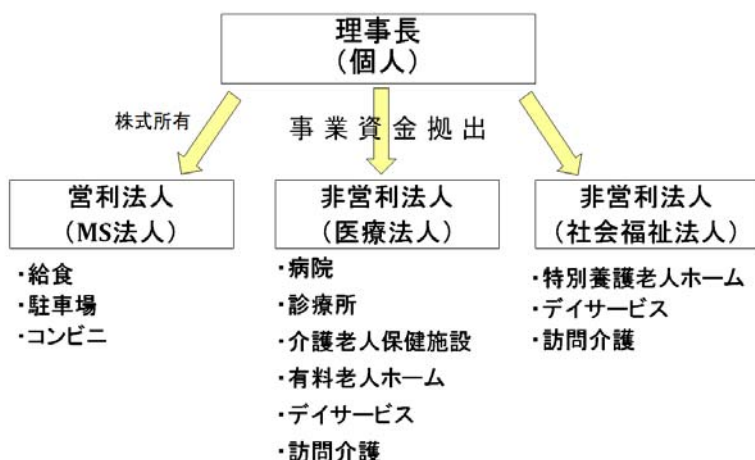 理事長
(個人)
株式所有
事業資金拠出
営利法人
(MS法人)
・給食
・駐車場
・コンビニ
非営利法人
(医療法人)
・病院
・診療所
・介護老人保健施設
・有料老人ホーム
・デイサービス
・訪問介護
非営利法人
(社会福祉法人)
・特別養護老人ホーム
・デイサービス
・訪問介護